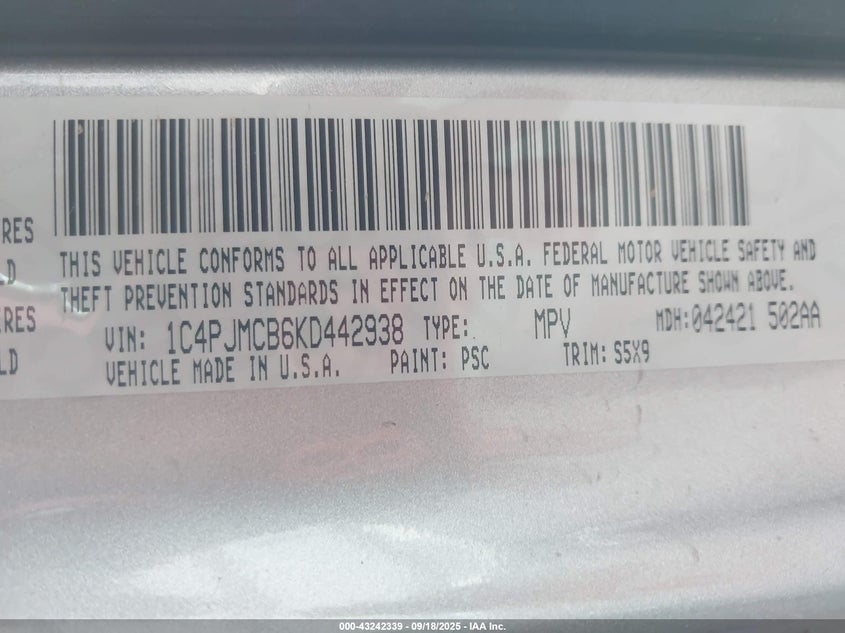 THIS VEHICLE CONFORMS TO ALL APPLICABLE U.S.A. FEDERAL MOTOR VEHICLE SAFETY AND
RES
LD
THEFT PREVENTION STANDARDS IN EFFECT ON THE DATE OF MANUFACTURE SHOWN ABOVE.
RES
VIN: 1C4PJMCB6KD442938 TYPE: MPV MDH:042421 502AA
LD
VEHICLE MADE IN U.S.A. PAINT: PSC TRIM: S5X9
000-43242339 - 09/18/2025 - IAA Inc.